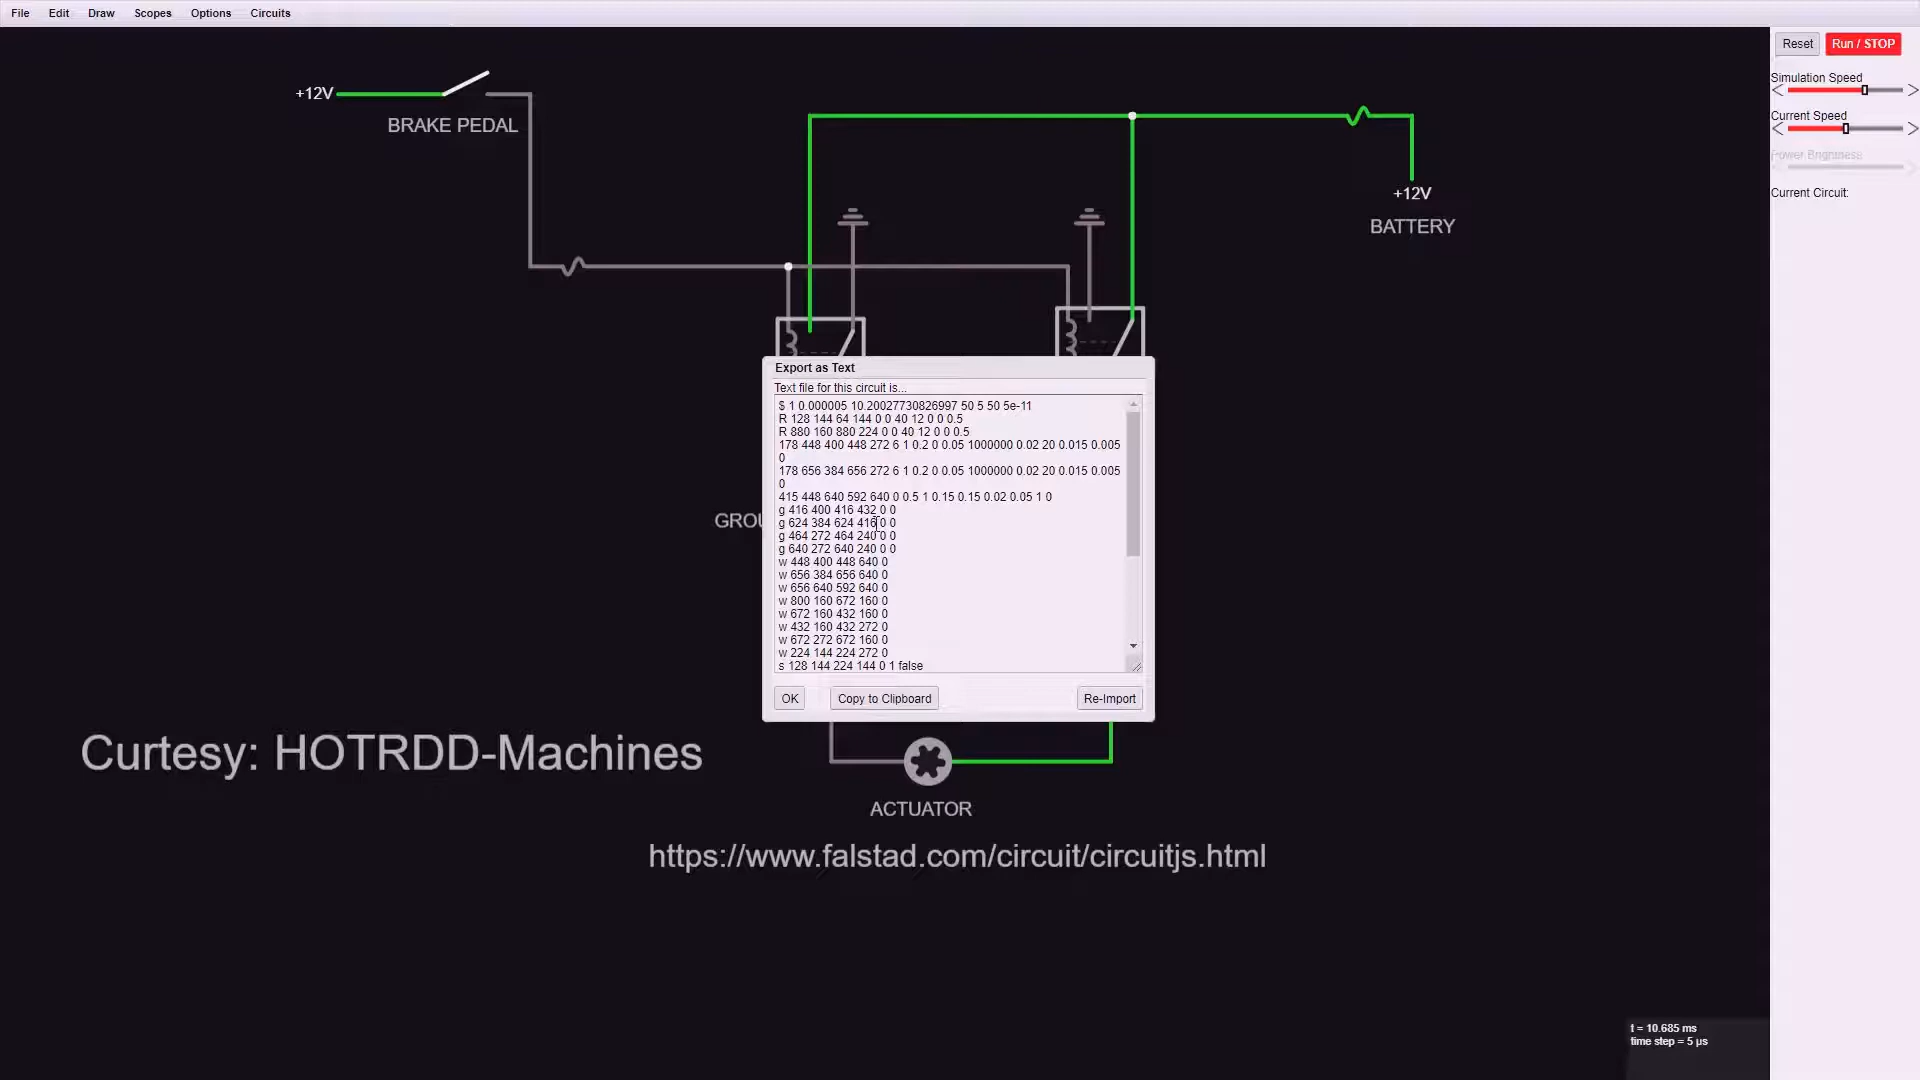 File Edit Draw Scopes Options Circuits
Reset Run / STOP
Simulation Speed
Current Speed
Power Brightness
Current Circuit:
+12V
BRAKE PEDAL
+12V
BATTERY
Export as Text
Text file for this circuit is...
$ 1 0.000005 10.20027730826997 50 5 50 5e-11
R 128 144 64 144 0 0 40 12 0 0 0.5
R 880 160 880 224 0 0 40 12 0 0 0.5
178 448 400 448 272 6 1 0.2 0 0.05 1000000 0.02 20 0.015 0.005
0
178 656 384 656 272 6 1 0.2 0 0.05 1000000 0.02 20 0.015 0.005
0
415 448 640 592 640 0 0.5 1 0.15 0.15 0.02 0.05 1 0
g 416 400 416 432 0 0
g 624 384 624 416 0 0
g 464 272 464 240 0 0
g 640 272 640 240 0 0
w 448 400 448 640 0
w 656 384 656 640 0
w 656 640 592 640 0
w 800 160 672 160 0
w 672 160 432 160 0
w 432 160 432 272 0
w 672 272 672 160 0
w 224 144 224 272 0
s 128 144 224 144 0 1 false
GROU
OK Copy to Clipboard Re-Import
Curtesy: HOTRDD-Machines
ACTUATOR
https://www.falstad.com/circuit/circuitjs.html
t = 10.685 ms
time step = 5 µs